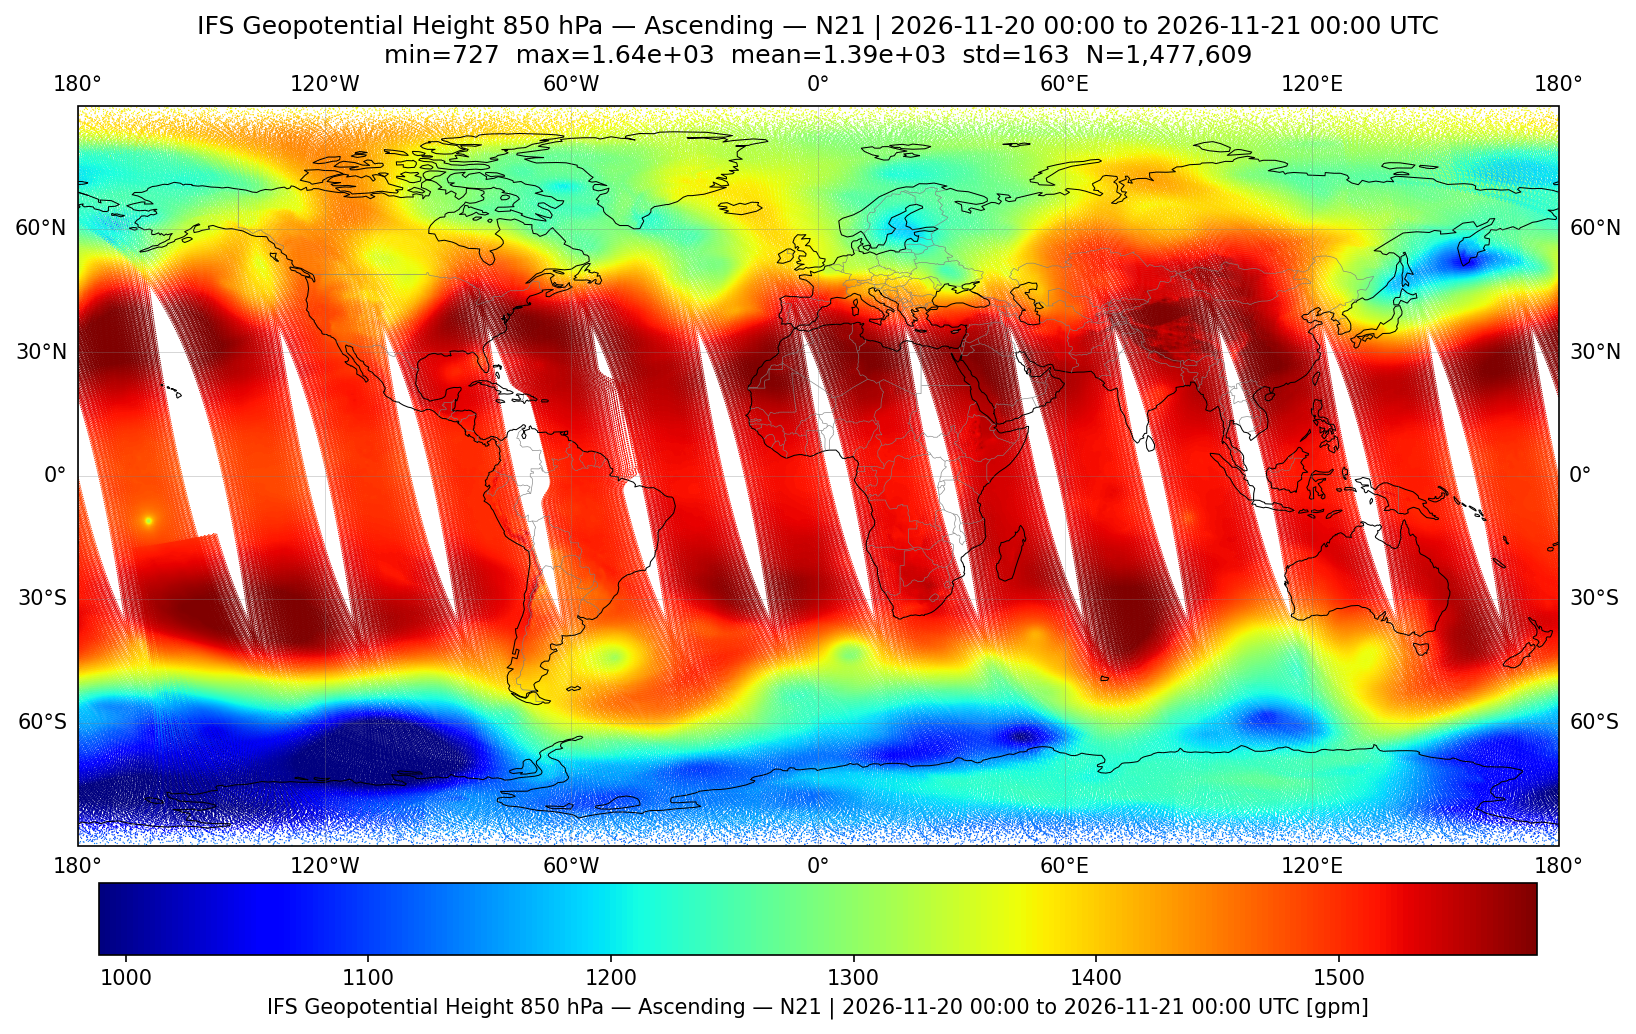 IFS Geopotential Height 850 hPa — Ascending — N21 | 2026-11-20 00:00 to 2026-11-21 00:00 UTC
min=727  max=1.64e+03  mean=1.39e+03  std=163  N=1,477,609
180° 120°W 60°W 0° 60°E 120°E 180°
60°N 60°N
30°N 30°N
0° 0°
30°S 30°S
60°S 60°S
180° 120°W 60°W 0° 60°E 120°E 180°
1000 1100 1200 1300 1400 1500
IFS Geopotential Height 850 hPa — Ascending — N21 | 2026-11-20 00:00 to 2026-11-21 00:00 UTC [gpm]